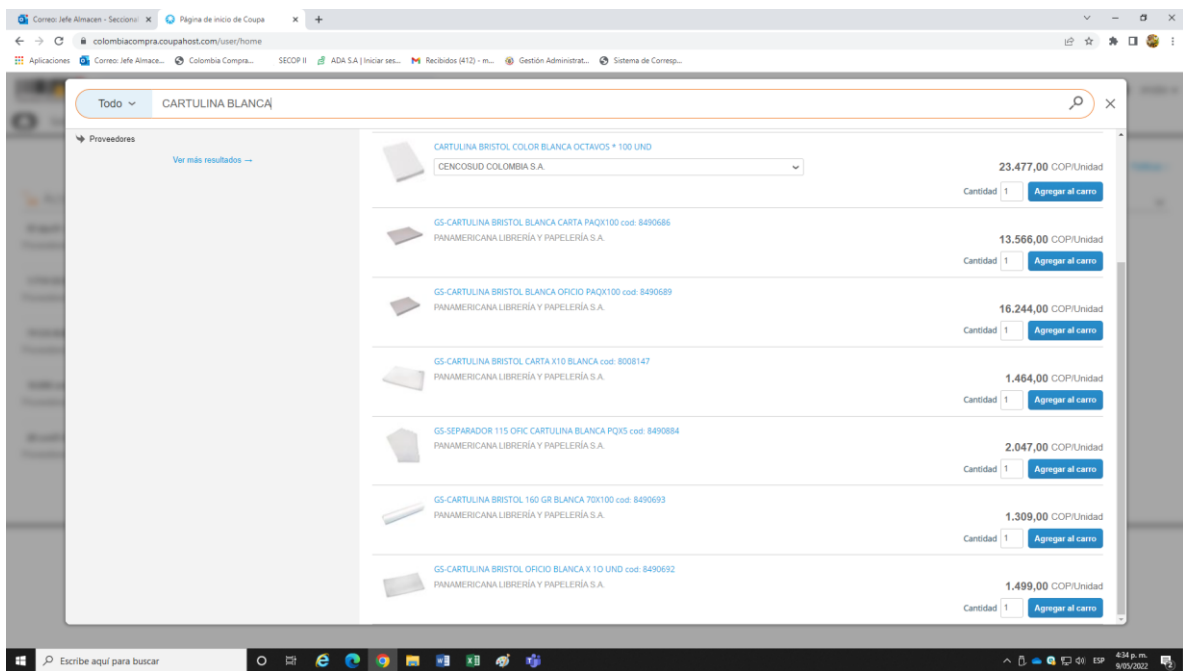 Correo: Jefe Almacen - Seccional
Página de inicio de Coupa
colombiacompra.coupahost.com/user/home
Aplicaciones
Correo: Jefe Almace...
Colombia Compra...
SECOP II
ADA S.A | Iniciar ses...
Recibidos (412) - m...
Gestión Administrat...
Sistema de Corresp...
Todo
CARTULINA BLANCA
Proveedores
Ver más resultados →
CARTULINA BRISTOL COLOR BLANCA OCTAVOS * 100 UND
CENCOSUD COLOMBIA S.A.
23.477,00 COP/Unidad
Cantidad 1 Agregar al carro
GS-CARTULINA BRISTOL BLANCA CARTA PAQX100 cod: 8490686
PANAMERICANA LIBRERÍA Y PAPELERÍA S.A.
13.566,00 COP/Unidad
Cantidad 1 Agregar al carro
GS-CARTULINA BRISTOL BLANCA OFICIO PAQX100 cod: 8490689
PANAMERICANA LIBRERÍA Y PAPELERÍA S.A.
16.244,00 COP/Unidad
Cantidad 1 Agregar al carro
GS-CARTULINA BRISTOL CARTA X10 BLANCA cod: 8008147
PANAMERICANA LIBRERÍA Y PAPELERÍA S.A.
1.464,00 COP/Unidad
Cantidad 1 Agregar al carro
GS-SEPARADOR 115 OFIC CARTULINA BLANCA PQX5 cod: 8490884
PANAMERICANA LIBRERÍA Y PAPELERÍA S.A.
2.047,00 COP/Unidad
Cantidad 1 Agregar al carro
GS-CARTULINA BRISTOL 160 GR BLANCA 70X100 cod: 8490693
PANAMERICANA LIBRERÍA Y PAPELERÍA S.A.
1.309,00 COP/Unidad
Cantidad 1 Agregar al carro
GS-CARTULINA BRISTOL OFICIO BLANCA X 1O UND cod: 8490692
PANAMERICANA LIBRERÍA Y PAPELERÍA S.A.
1.499,00 COP/Unidad
Cantidad 1 Agregar al carro
Escribe aquí para buscar
ESP
4:34 p. m.
9/05/2022